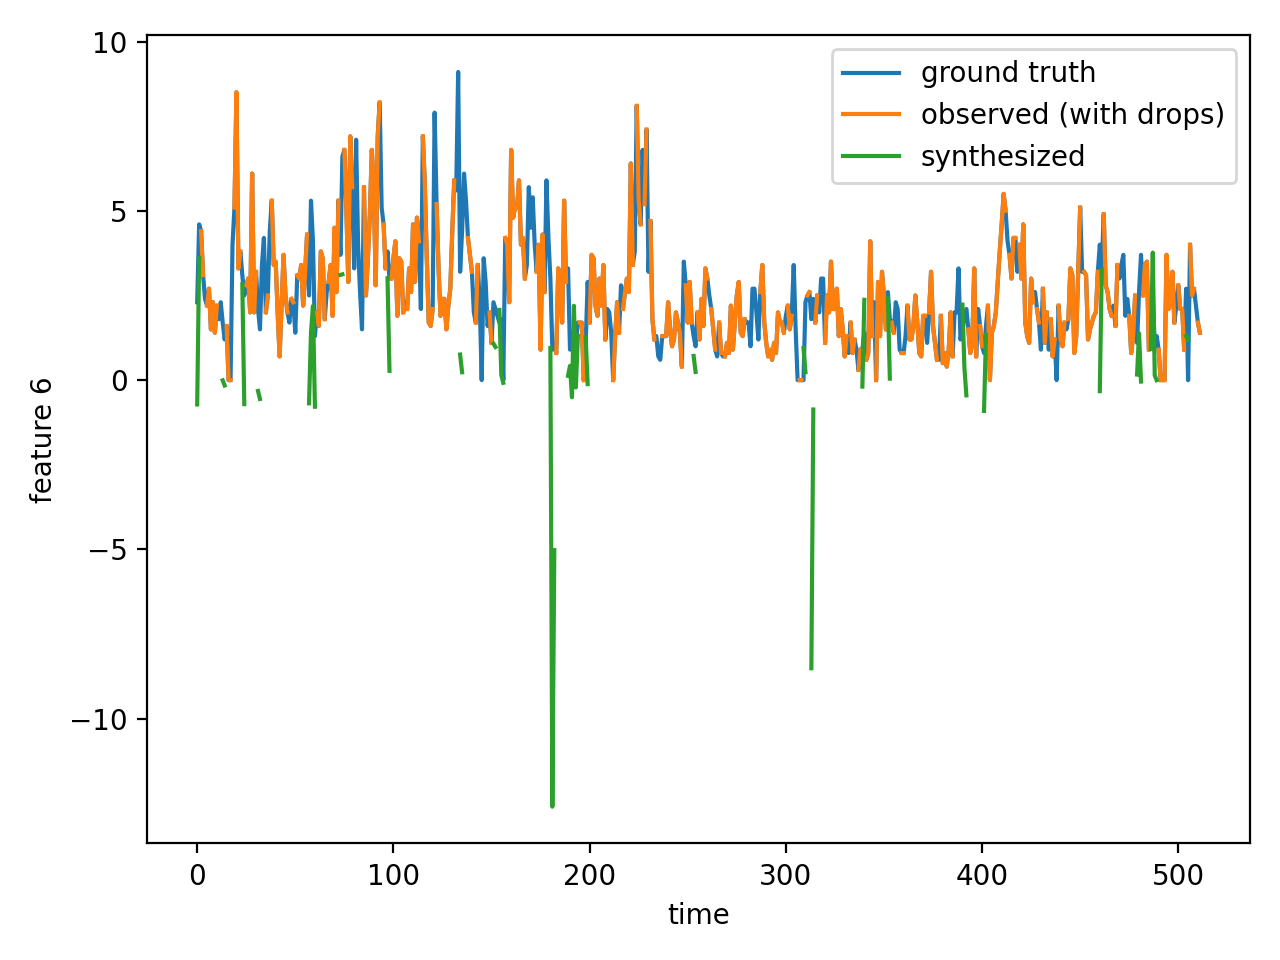 10
5
0
−5
−10
feature 6
ground truth
observed (with drops)
synthesized
0 100 200 300 400 500
time